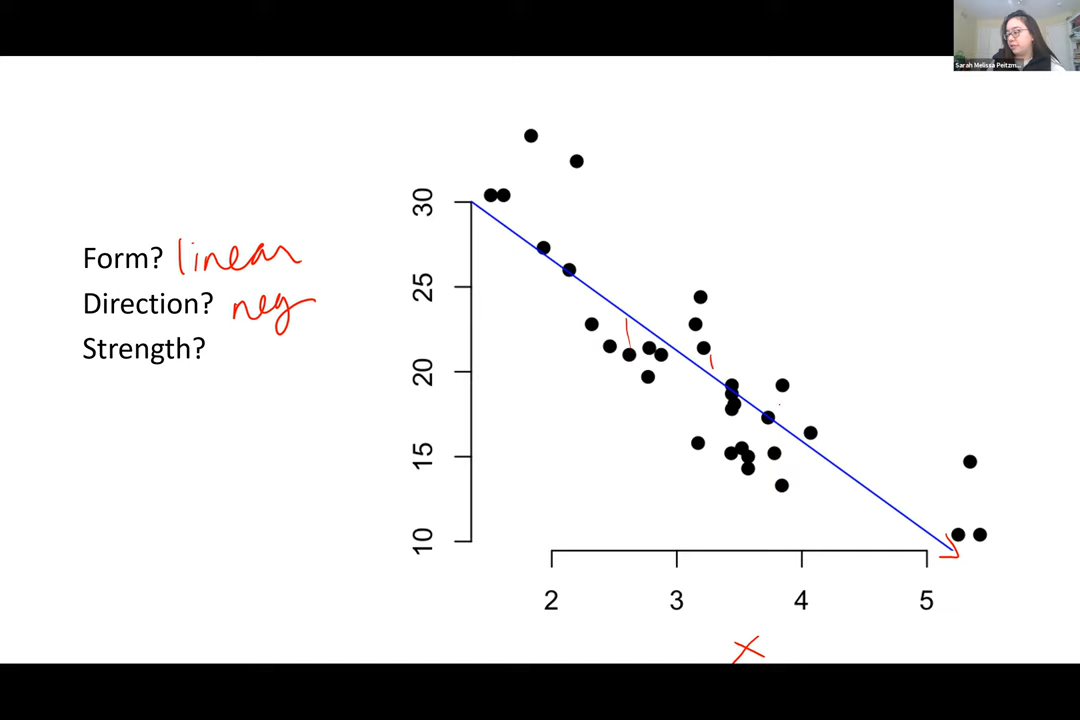 Sarah Melissa Peitzm...
Form? linear
Direction? neg
Strength?
30
25
20
15
10
2 3 4 5
X